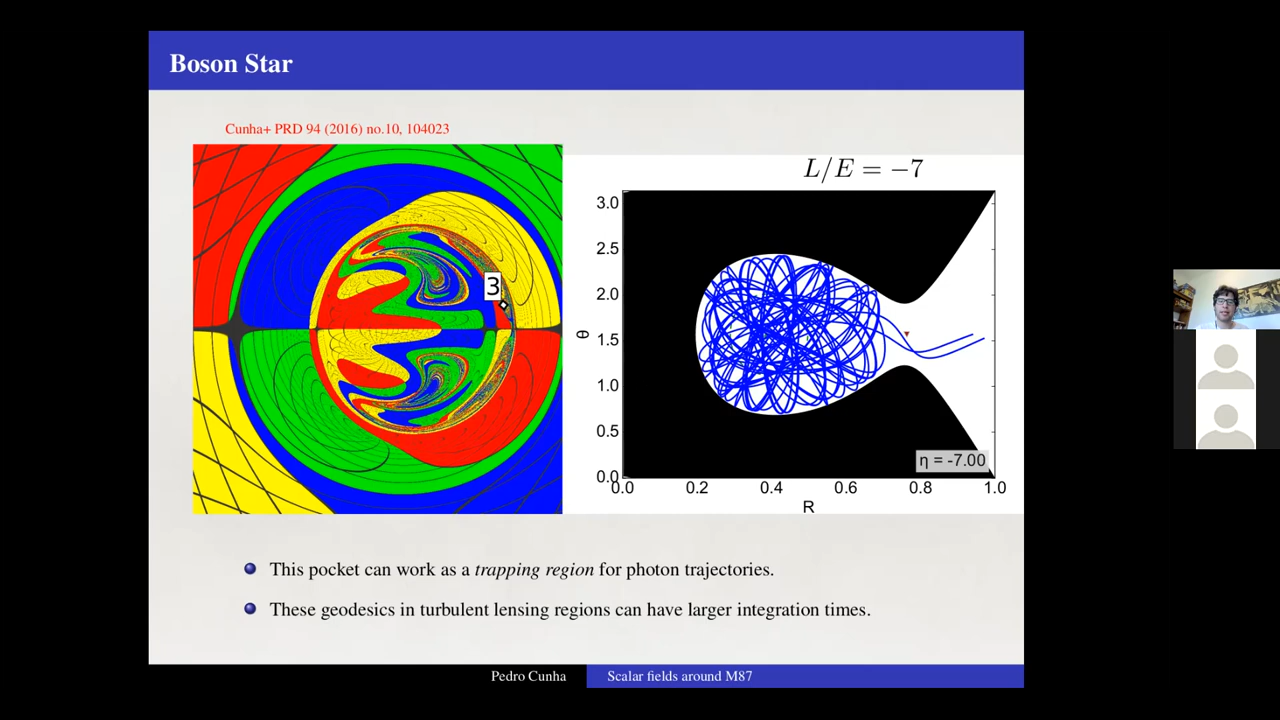 Boson Star
Cunha+ PRD 94 (2016) no.10, 104023
3
L/E = −7
3.0
2.5
2.0
1.5
1.0
0.5
0.0
θ
η = -7.00
0.0 0.2 0.4 0.6 0.8 1.0
R
This pocket can work as a trapping region for photon trajectories.
These geodesics in turbulent lensing regions can have larger integration times.
Pedro Cunha
Scalar fields around M87